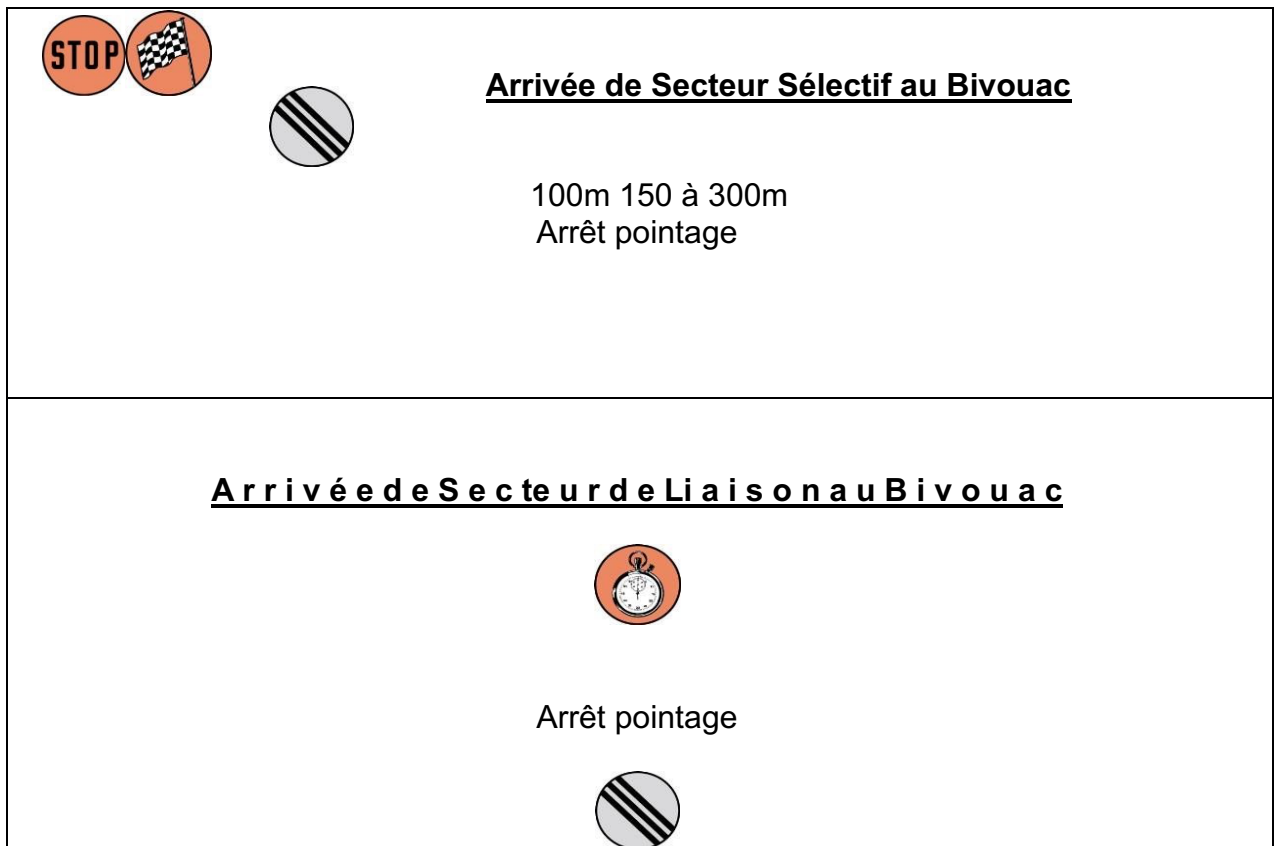 STOP
Arrivée de Secteur Sélectif au Bivouac
100m 150 à 300m
Arrêt pointage
A r r i v é e d e S e c te u r d e Li a i s o n a u B i v o u a c
Arrêt pointage